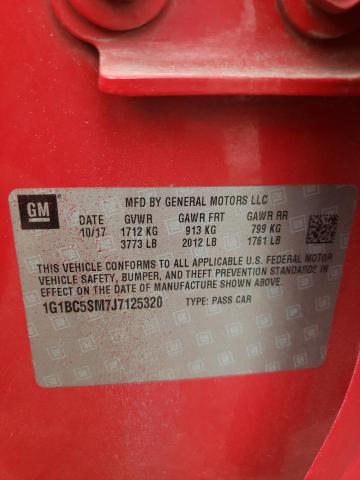 GM
MFD BY GENERAL MOTORS LLC
DATE GVWR GAWR FRT GAWR RR
10/17 1712 KG 913 KG 799 KG
3773 LB 2012 LB 1761 LB
THIS VEHICLE CONFORMS TO ALL APPLICABLE U.S. FEDERAL MOTOR
VEHICLE SAFETY, BUMPER, AND THEFT PREVENTION STANDARDS IN
EFFECT ON THE DATE OF MANUFACTURE SHOWN ABOVE.
1G1BC5SM7J7125320 TYPE: PASS CAR